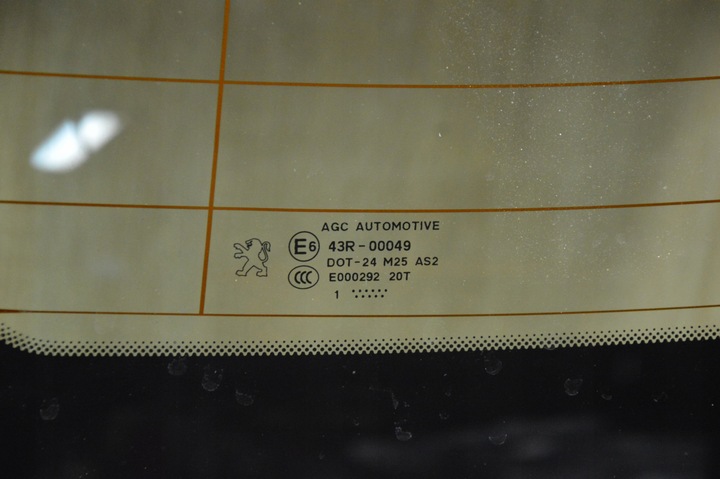 AGC AUTOMOTIVE
E6 43R-00049
DOT-24 M25 AS2
CCC E000292 20T
1